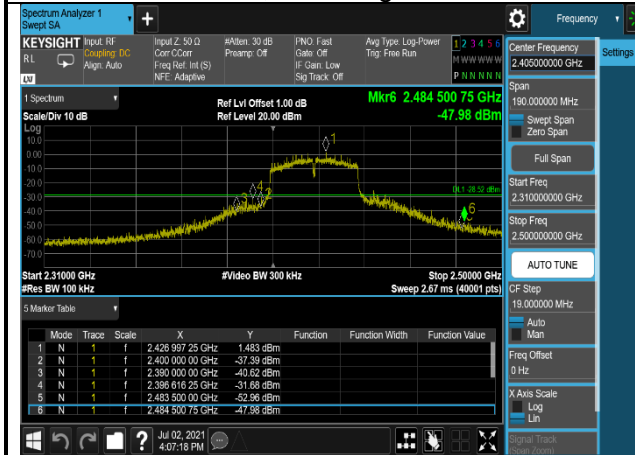 Spectrum Analyzer 1
Swept SA
+
Frequency
Settings
KEYSIGHT
RL
Input: RF
Coupling: DC
Align: Auto
Input Z: 50 Ω
Corr CCorr
Freq Ref: Int (S)
NFE: Adaptive
#Atten: 30 dB
Preamp: Off
PNO: Fast
Gate: Off
IF Gain: Low
Sig Track: Off
Avg Type: Log-Power
Trig: Free Run
1 2 3 4 5 6
M W W W W W
P N N N N N
1 Spectrum
Scale/Div 10 dB
Log
Ref Lvl Offset 1.00 dB
Ref Level 20.00 dBm
Mkr6 2.484 500 75 GHz
-47.98 dBm
10.0
0.00
-10.0
-20.0
-30.0
-40.0
-50.0
-60.0
-70.0
1
4
6
DL1 -28.52 dBm
Start 2.31000 GHz
#Res BW 100 kHz
#Video BW 300 kHz
Stop 2.50000 GHz
Sweep 2.67 ms (40001 pts)
5 Marker Table
Mode Trace Scale X Y Function Function Width Function Value
1 N 1 f 2.426 997 25 GHz 1.483 dBm
2 N 1 f 2.400 000 00 GHz -37.39 dBm
3 N 1 f 2.390 000 00 GHz -40.62 dBm
4 N 1 f 2.396 616 25 GHz -31.68 dBm
5 N 1 f 2.483 500 00 GHz -52.96 dBm
6 N 1 f 2.484 500 75 GHz -47.98 dBm
Jul 02, 2021
4:07:18 PM
Center Frequency
2.405000000 GHz
Span
190.000000 MHz
Swept Span
Zero Span
Full Span
Start Freq
2.310000000 GHz
Stop Freq
2.500000000 GHz
AUTO TUNE
CF Step
19.000000 MHz
Auto
Man
Freq Offset
0 Hz
X Axis Scale
Log
Lin
Signal Track
(Span Zoom)